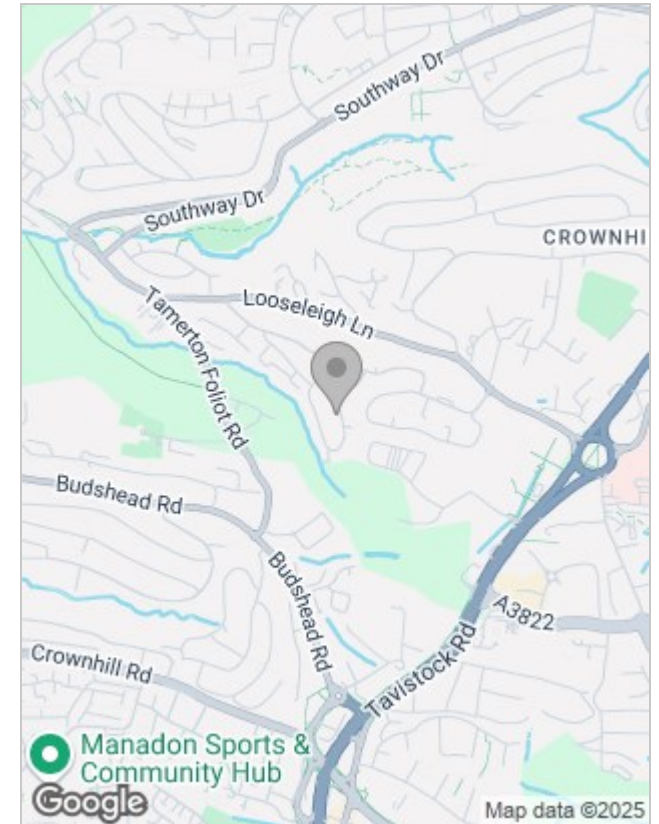 Southway Dr
Southway Dr
CROWNHI
Looseleigh Ln
Tamerton Foliot Rd
Budshead Rd
Budshead Rd
A3822
Tavistock Rd
Crownhill Rd
Manadon Sports &
Community Hub
Google
Map data ©2025